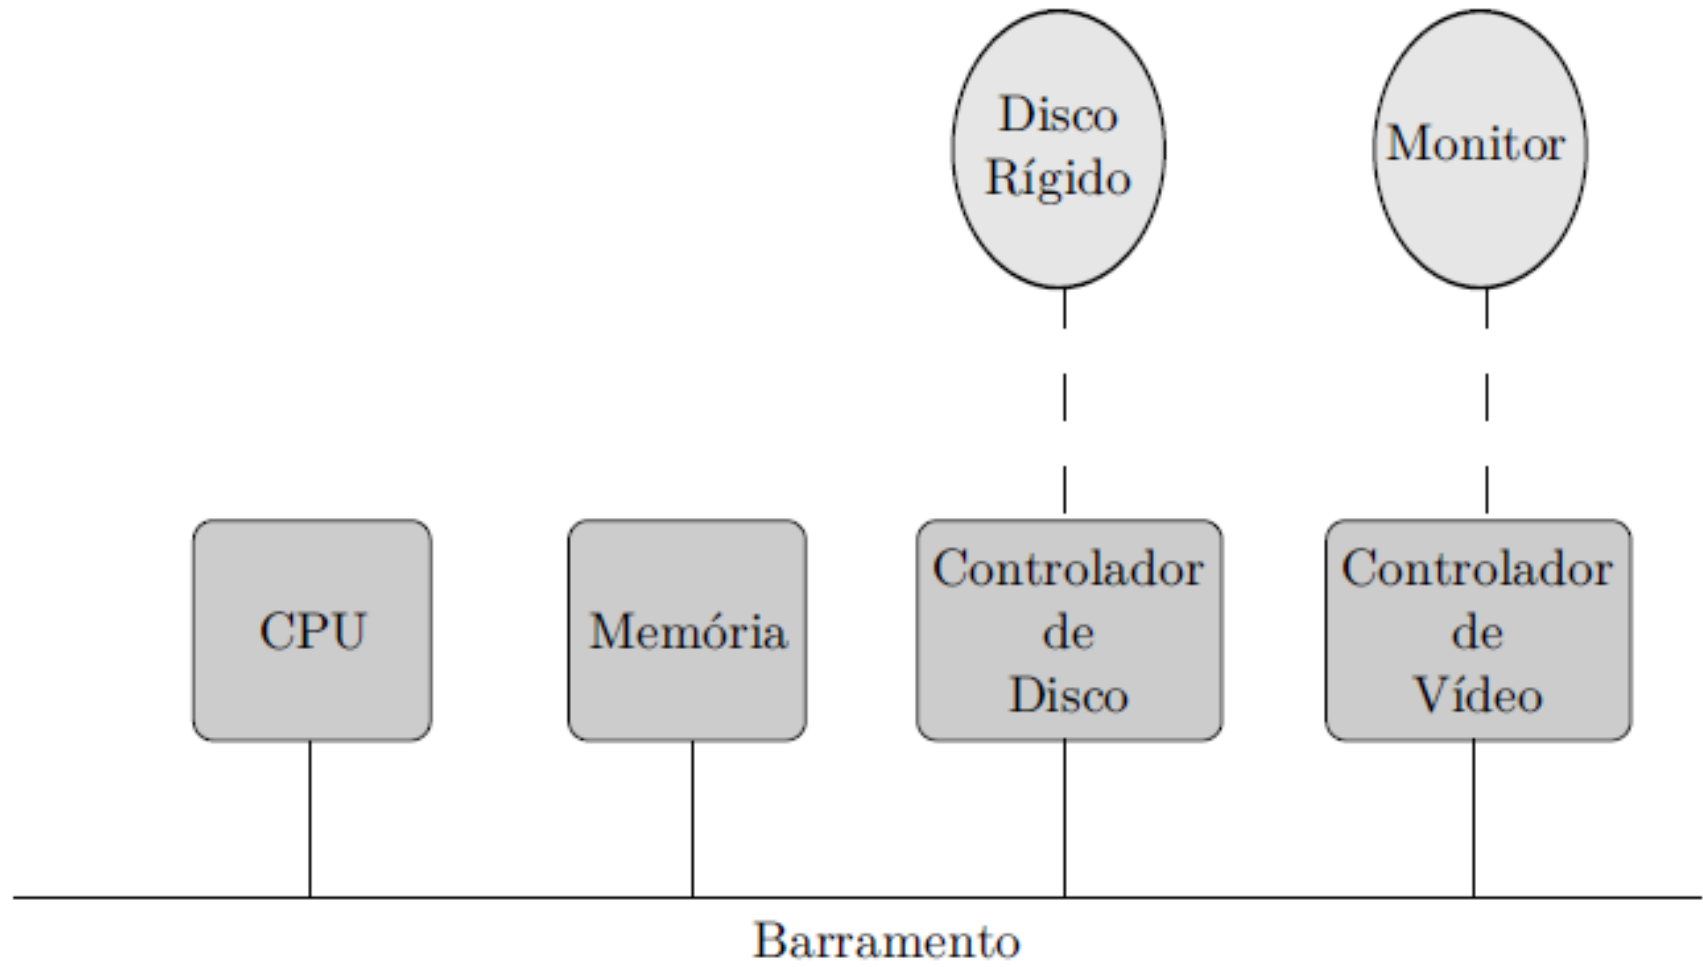 Disco
Rígido
Monitor
CPU
Memória
Controlador
de
Disco
Controlador
de
Vídeo
Barramento